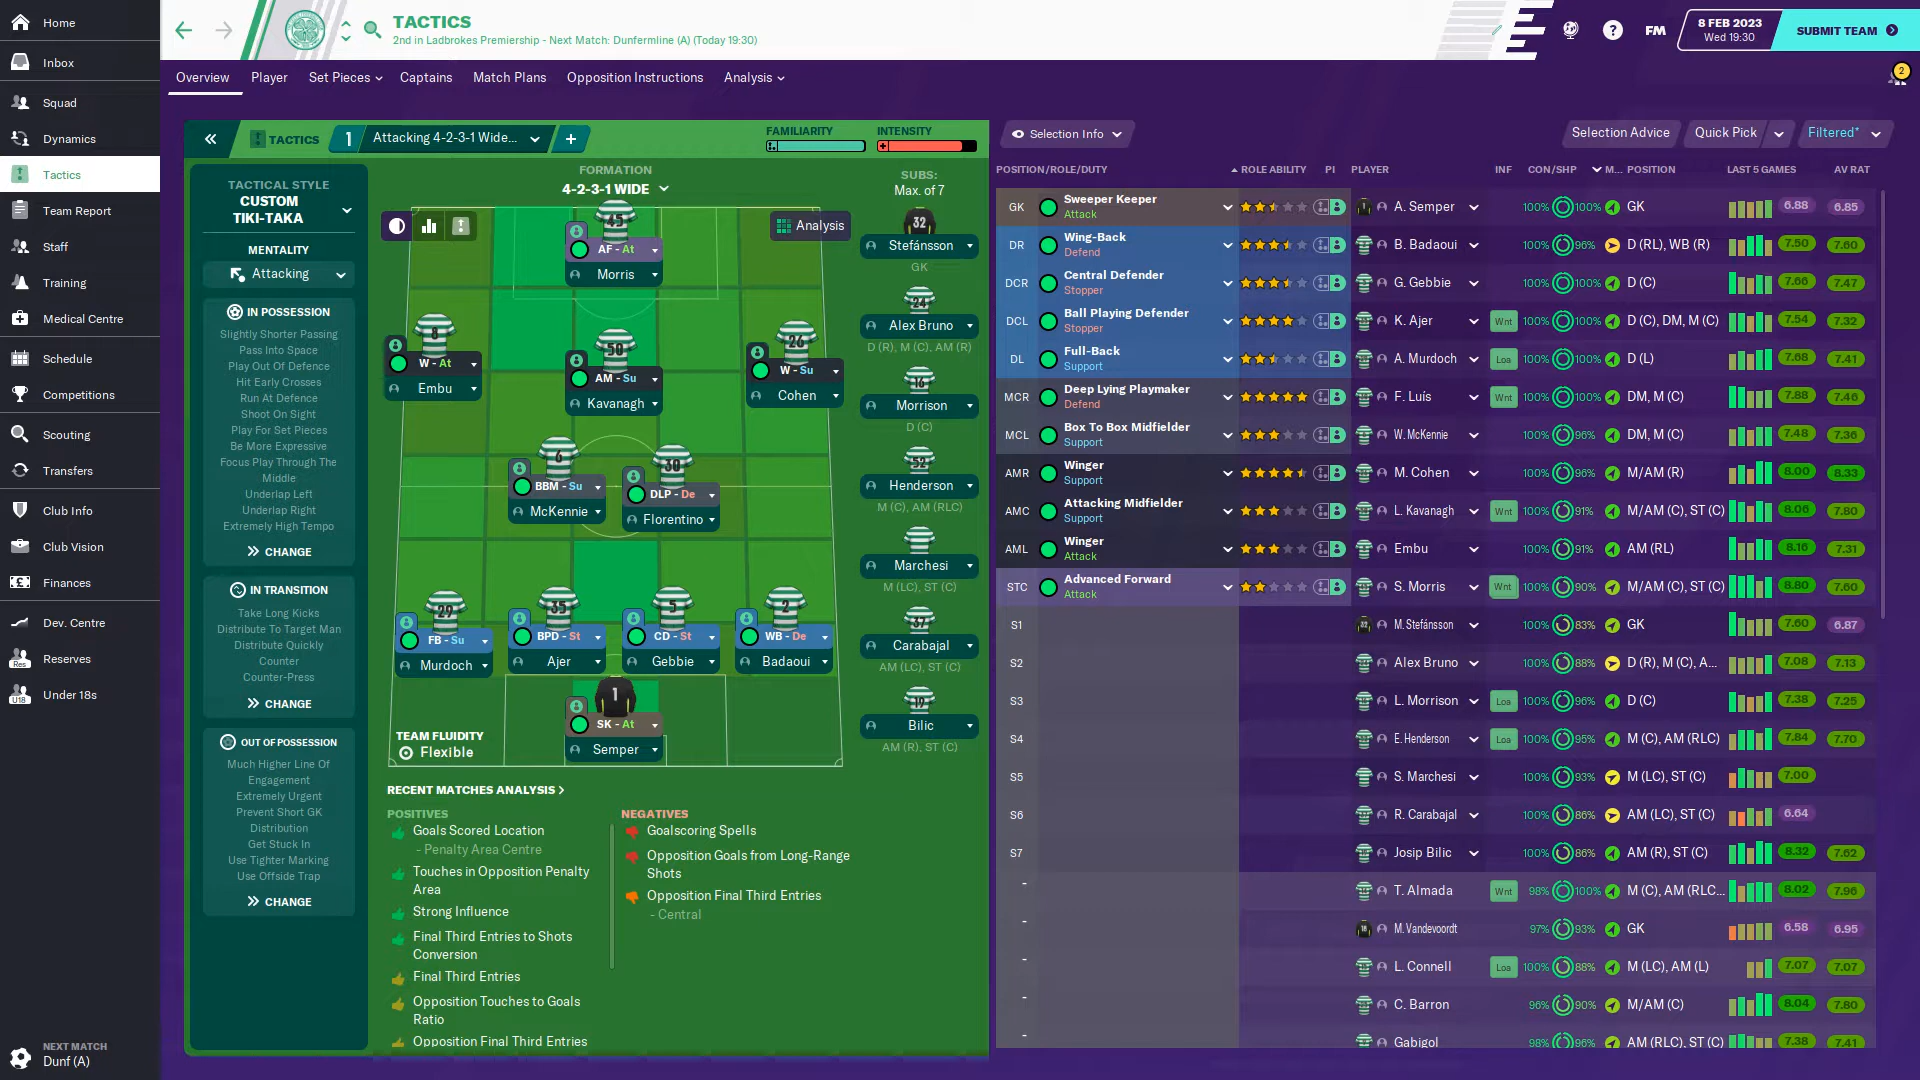 Home
Inbox
Squad
Dynamics
Tactics
Team Report
Staff
Training
Medical Centre
Schedule
Competitions
Scouting
Transfers
Club Info
Club Vision
Finances
Dev. Centre
Reserves
Under 18s
NEXT MATCH
Dunf (A)
TACTICS
2nd in Ladbrokes Premiership - Next Match: Dunfermline (A) (Today 19:30)
FM
8 FEB 2023
Wed 19:30
SUBMIT TEAM
2
Overview
Player
Set Pieces
Captains
Match Plans
Opposition Instructions
Analysis
TACTICS
1
Attacking 4-2-3-1 Wide...
FAMILIARITY
INTENSITY
TACTICAL STYLE
CUSTOM
TIKI-TAKA
MENTALITY
Attacking
IN POSSESSION
Slightly Shorter Passing
Pass Into Space
Play Out Of Defence
Hit Early Crosses
Run At Defence
Shoot On Sight
Play For Set Pieces
Be More Expressive
Focus Play Through The
Middle
Underlap Left
Underlap Right
Extremely High Tempo
CHANGE
IN TRANSITION
Take Long Kicks
Distribute To Target Man
Distribute Quickly
Counter
Counter-Press
CHANGE
OUT OF POSSESSION
Much Higher Line Of
Engagement
Extremely Urgent
Prevent Short GK
Distribution
Get Stuck In
Use Tighter Marking
Use Offside Trap
CHANGE
FORMATION
4-2-3-1 WIDE
Analysis
45
AF - At
Morris
8
W - At
Embu
50
AM - Su
Kavanagh
26
W - Su
Cohen
6
BBM - Su
McKennie
30
DLP - De
Florentino
29
FB - Su
Murdoch
35
BPD - St
Ajer
5
CD - St
Gebbie
2
WB - De
Badaoui
1
SK - At
Semper
TEAM FLUIDITY
Flexible
SUBS:
Max. of 7
32
Stefánsson
GK
24
Alex Bruno
D (R), M (C), AM (R)
16
Morrison
D (C)
52
Henderson
M (C), AM (RLC)
Marchesi
M (LC), ST (C)
37
Carabajal
AM (LC), ST (C)
19
Bilic
AM (R), ST (C)
RECENT MATCHES ANALYSIS
POSITIVES
Goals Scored Location
- Penalty Area Centre
Touches in Opposition Penalty
Area
Strong Influence
Final Third Entries to Shots
Conversion
Final Third Entries
Opposition Touches to Goals
Ratio
Opposition Final Third Entries
NEGATIVES
Goalscoring Spells
Opposition Goals from Long-Range
Shots
Opposition Final Third Entries
- Central
Selection Info
Selection Advice
Quick Pick
Filtered*
POSITION/ROLE/DUTY ROLE ABILITY PI PLAYER INF CON/SHP M... POSITION LAST 5 GAMES AV RAT
GK Sweeper Keeper Attack A. Semper 100% 100% GK 6.88 6.85
DR Wing-Back Defend B. Badaoui 100% 96% D (RL), WB (R) 7.50 7.60
DCR Central Defender Stopper G. Gebbie 100% 100% D (C) 7.66 7.47
DCL Ball Playing Defender Stopper K. Ajer Wnt 100% 100% D (C), DM, M (C) 7.54 7.32
DL Full-Back Support A. Murdoch Loa 100% 100% D (L) 7.68 7.41
MCR Deep Lying Playmaker Defend F. Luís Wnt 100% 100% DM, M (C) 7.88 7.46
MCL Box To Box Midfielder Support W. McKennie 100% 96% DM, M (C) 7.48 7.36
AMR Winger Support M. Cohen 100% 96% M/AM (R) 8.00 8.33
AMC Attacking Midfielder Support L. Kavanagh Wnt 100% 91% M/AM (C), ST (C) 8.06 7.80
AML Winger Attack Embu 100% 91% AM (RL) 8.16 7.31
STC Advanced Forward Attack S. Morris Wnt 100% 90% M/AM (C), ST (C) 8.80 7.60
S1 M. Stefánsson 100% 83% GK 7.60 6.87
S2 Alex Bruno 100% 88% D (R), M (C), A... 7.08 7.13
S3 L. Morrison Loa 100% 96% D (C) 7.38 7.25
S4 E. Henderson Loa 100% 95% M (C), AM (RLC) 7.84 7.70
S5 S. Marchesi 100% 93% M (LC), ST (C) 7.00
S6 R. Carabajal 100% 86% AM (LC), ST (C) 6.64
S7 Josip Bilic 100% 86% AM (R), ST (C) 8.32 7.62
- T. Almada Wnt 98% 100% M (C), AM (RLC... 8.02 7.96
- M. Vandevoordt 97% 93% GK 6.58 6.95
- L. Connell Loa 100% 88% M (LC), AM (L) 7.07 7.07
- C. Barron 96% 90% M/AM (C) 8.04 7.80
- Gabigol 98% 96% AM (RLC), ST (C) 7.38 7.41